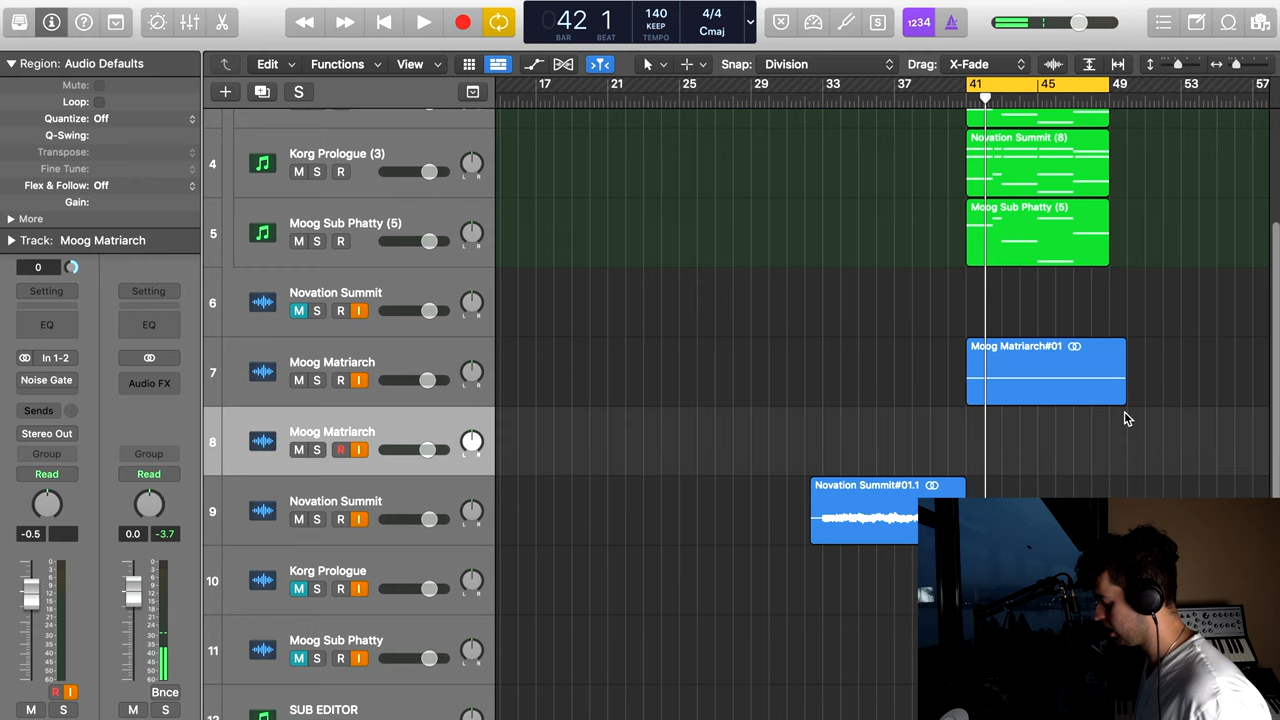 42 1
BAR BEAT
140
TEMPO
4/4
Cmaj
1234
Region: Audio Defaults
Mute:
Loop:
Quantize: Off
Q-Swing:
Transpose:
Fine Tune:
Flex & Follow: Off
Gain:
More
Track: Moog Matriarch
0
Setting
Setting
EQ
EQ
In 1-2
Noise Gate
Audio FX
Sends
Stereo Out
Group
Group
Read
Read
-0.5
0.0 -3.7
R I
Bnce
M S
M S
Edit
Functions
View
Snap: Division
Drag: X-Fade
S
17 21 25 29 33 37 41 45 49 53 57
4
Korg Prologue (3)
M S R
L R
5
Moog Sub Phatty (5)
M S R
L R
6
Novation Summit
M S R I
L R
7
Moog Matriarch
M S R I
L R
8
Moog Matriarch
M S R I
L R
9
Novation Summit
M S R I
L R
10
Korg Prologue
M S R I
L R
11
Moog Sub Phatty
M S R I
L R
SUB EDITOR
Novation Summit (8)
Moog Sub Phatty (5)
Moog Matriarch#01
Novation Summit#01.1